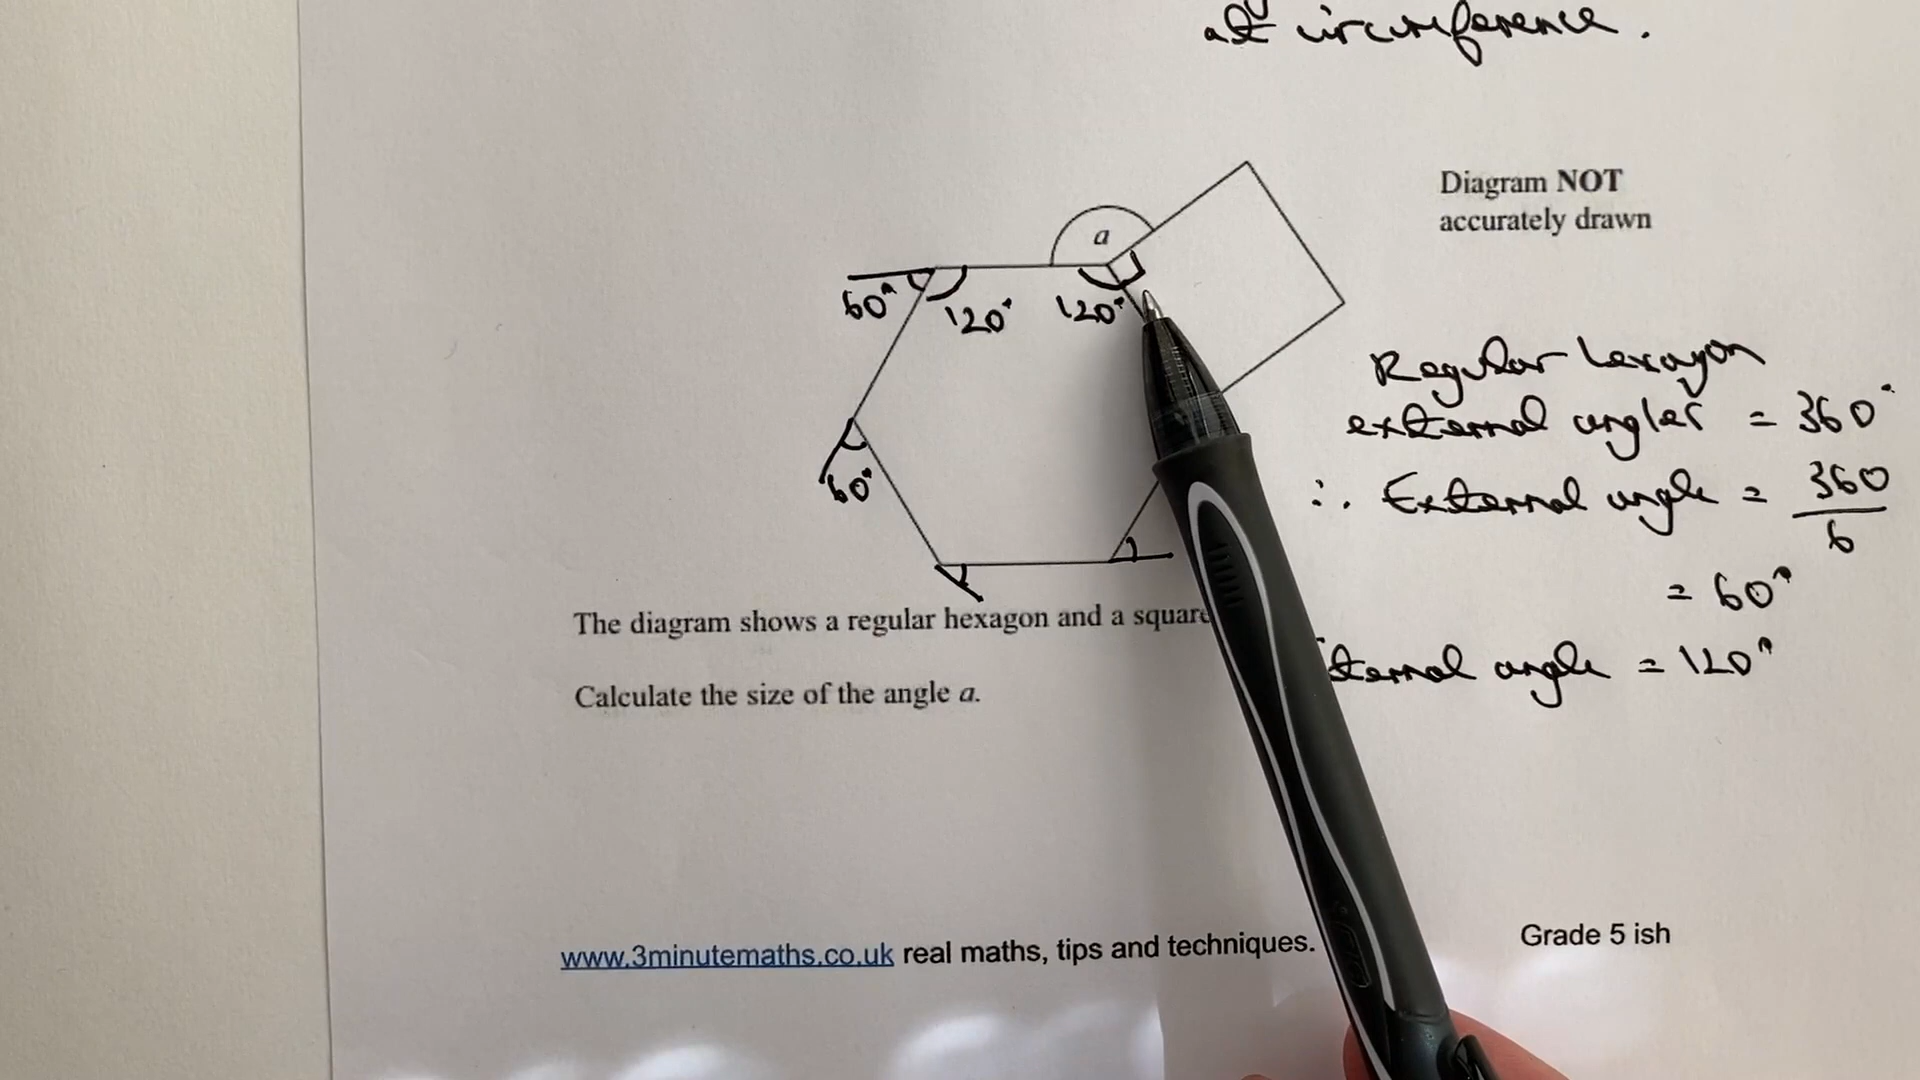 at circumference.
Diagram NOT
accurately drawn
a
60° 120° 120°
Regular hexagon
external angles = 360°
60°
∴ External angle = 360
6
= 60°
The diagram shows a regular hexagon and a square
ternal angle = 120°
Calculate the size of the angle a.
Grade 5 ish
www.3minutemaths.co.uk real maths, tips and techniques.